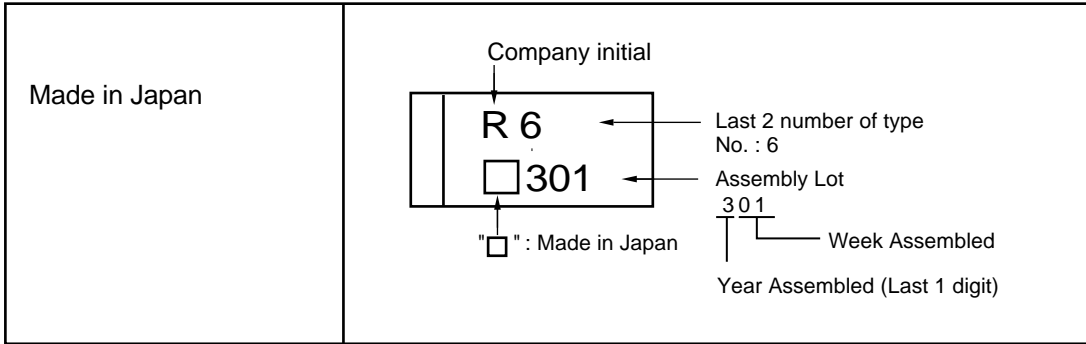 Made in Japan
Company initial
R 6
Last 2 number of type
No. : 6
□301
Assembly Lot
301
Week Assembled
Year Assembled (Last 1 digit)
"□" : Made in Japan